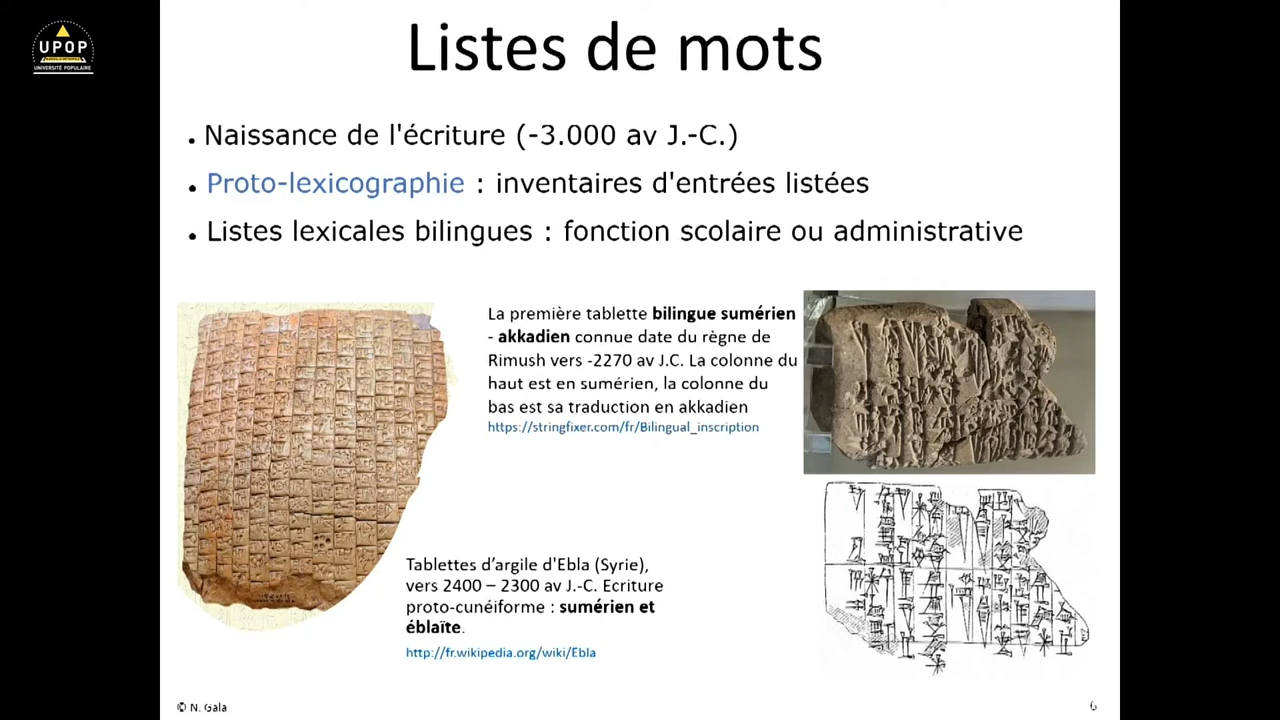 UPOP
UNIVERSITÉ POPULAIRE
Listes de mots
• Naissance de l'écriture (-3.000 av J.-C.)
• Proto-lexicographie : inventaires d'entrées listées
• Listes lexicales bilingues : fonction scolaire ou administrative
La première tablette bilingue sumérien
- akkadien connue date du règne de
Rimush vers -2270 av J.C. La colonne du
haut est en sumérien, la colonne du
bas est sa traduction en akkadien
https://stringfixer.com/fr/Bilingual_inscription
Tablettes d’argile d'Ebla (Syrie),
vers 2400 – 2300 av J.-C. Ecriture
proto-cunéiforme : sumérien et
éblaïte.
http://fr.wikipedia.org/wiki/Ebla
© N. Gala
6